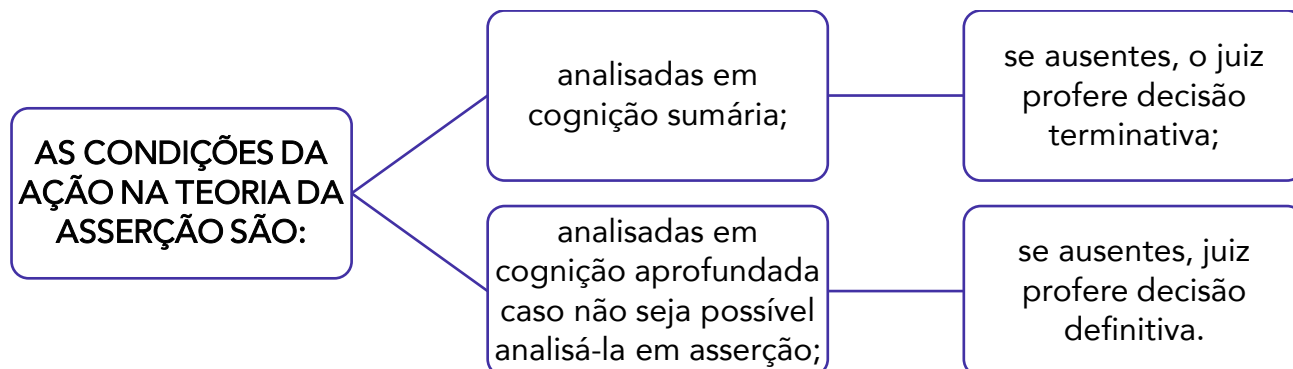 AS CONDIÇÕES DA
AÇÃO NA TEORIA DA
ASSERÇÃO SÃO:
analisadas em
cognição sumária;
se ausentes, o juiz
profere decisão
terminativa;
analisadas em
cognição aprofundada
caso não seja possível
analisá-la em asserção;
se ausentes, juiz
profere decisão
definitiva.